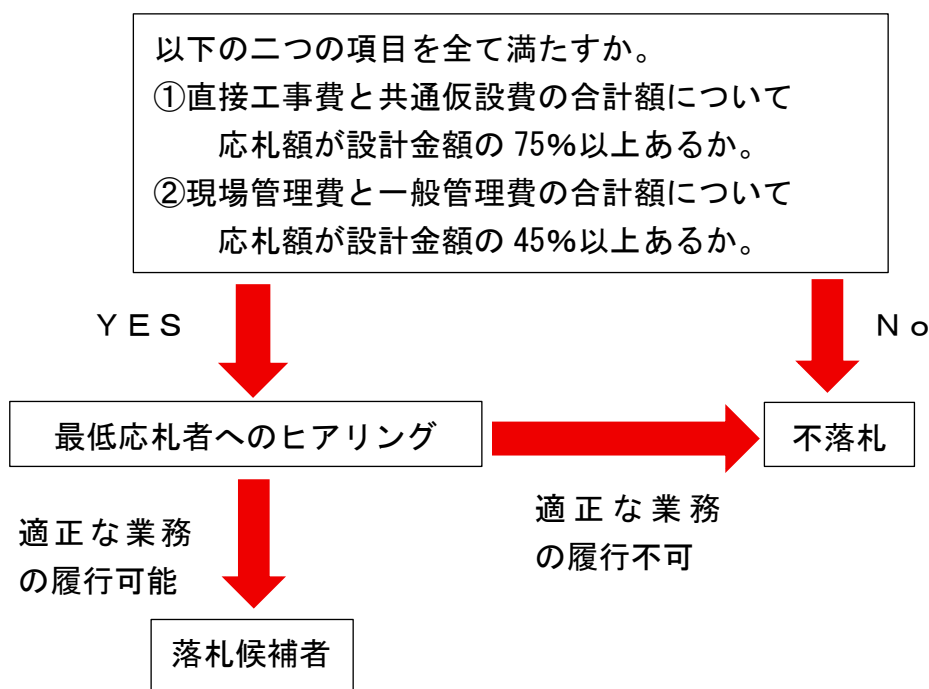 以下の二つの項目を全て満たすか。
①直接工事費と共通仮設費の合計額について
応札額が設計金額の 75%以上あるか。
②現場管理費と一般管理費の合計額について
応札額が設計金額の 45%以上あるか。
ＹＥＳ
Ｎｏ
最低応札者へのヒアリング
不落札
適正な業務
の履行可能
適正な業務
の履行不可
落札候補者